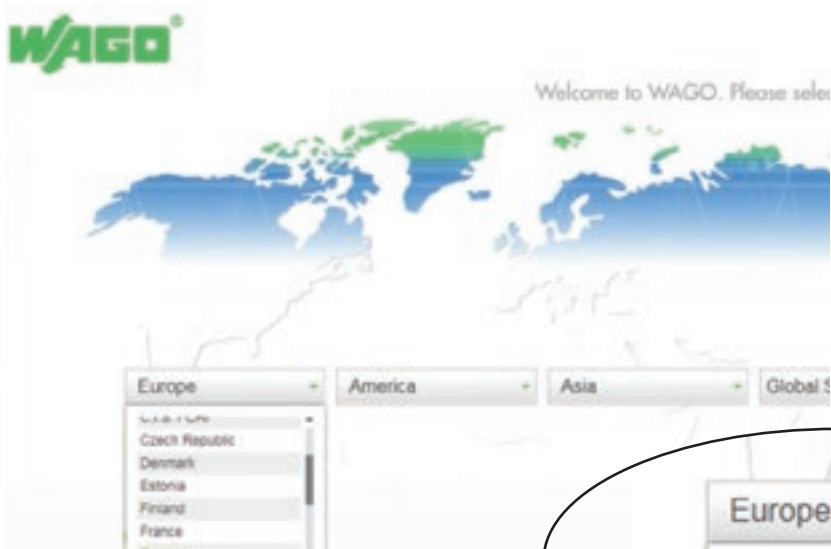 WAGO®
Welcome to WAGO. Please selec
Europe America Asia Global S
Czech Republic
Denmark
Estonia
Finland
France
Europe